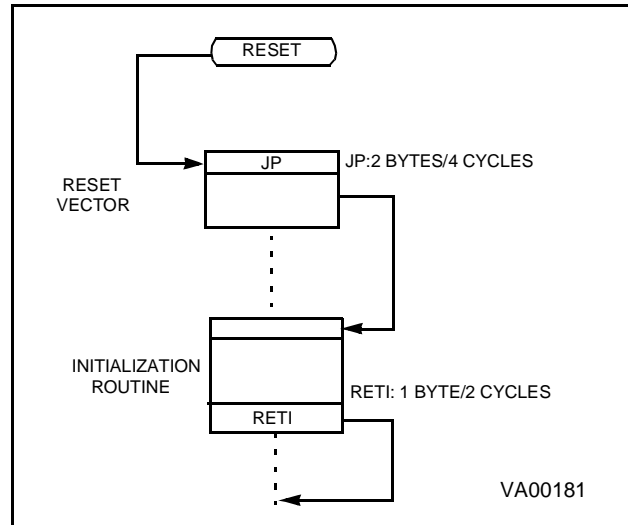 RESET
JP
JP:2 BYTES/4 CYCLES
RESET
VECTOR
INITIALIZATION
ROUTINE
RETI: 1 BYTE/2 CYCLES
RETI
VA00181